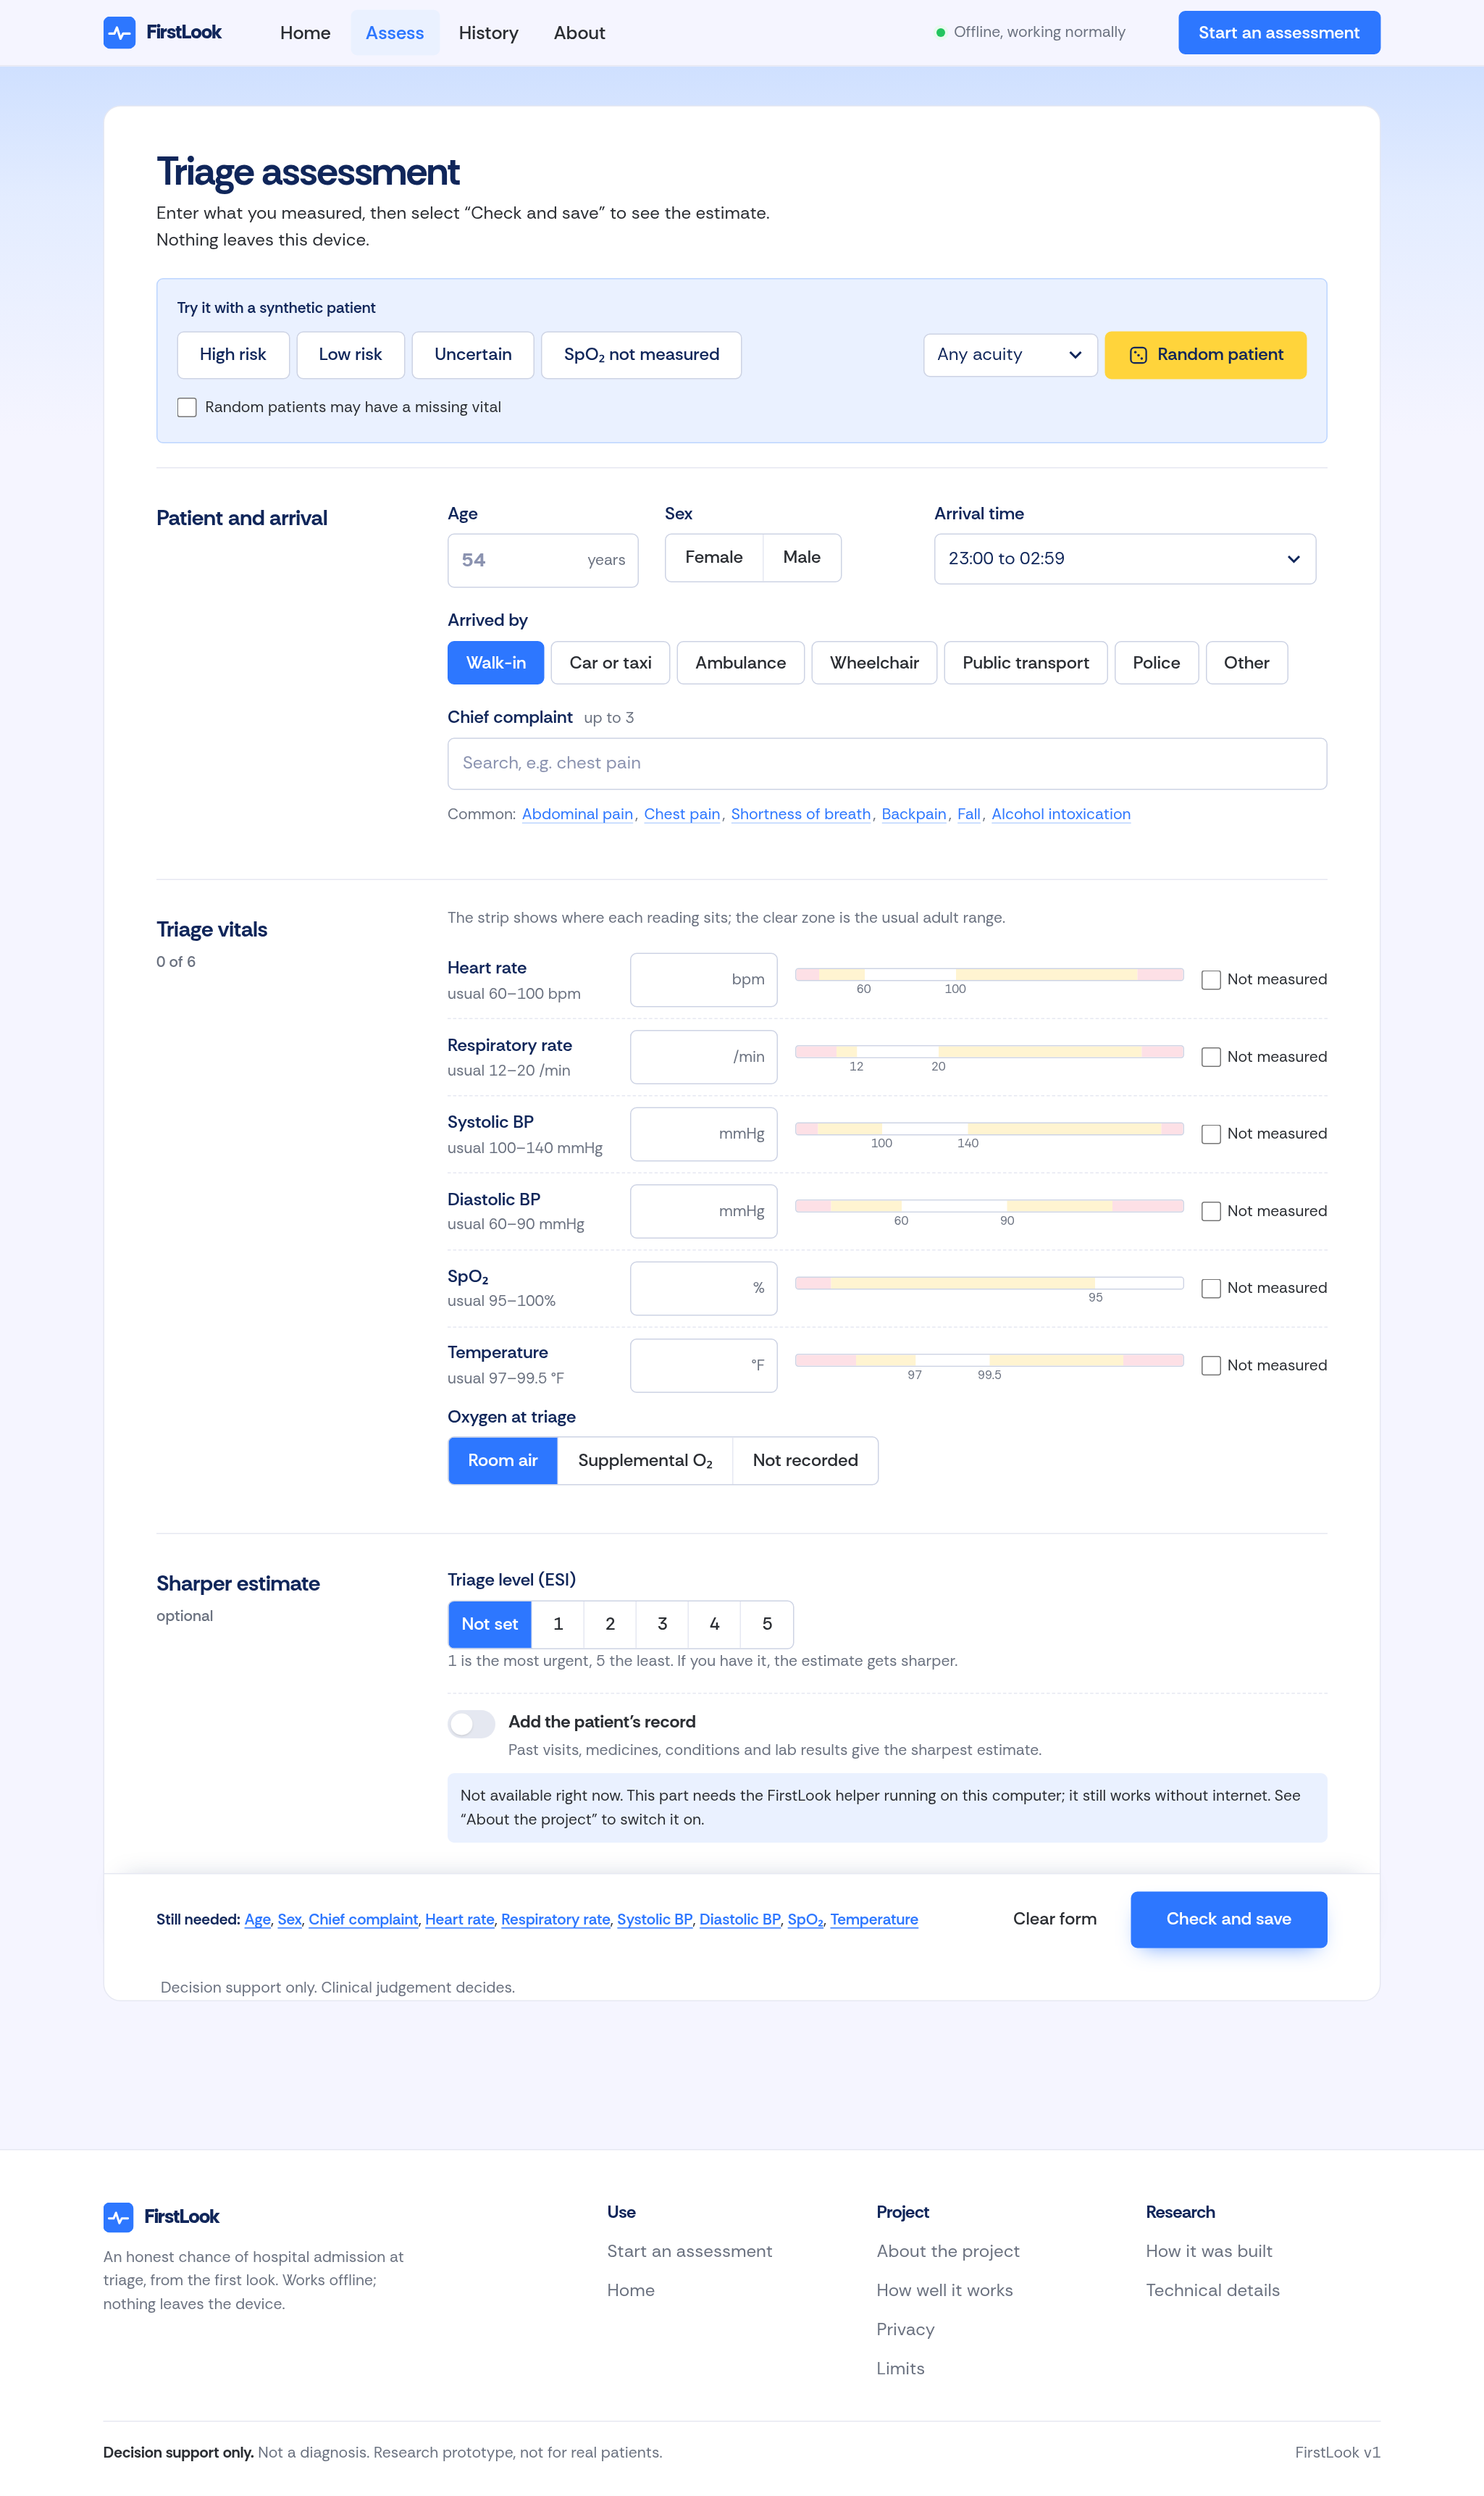 FirstLook
Home
Assess
History
About
Offline, working normally
Start an assessment
Triage assessment
Enter what you measured, then select “Check and save” to see the estimate.
Nothing leaves this device.
Try it with a synthetic patient
High risk
Low risk
Uncertain
SpO₂ not measured
Any acuity
Random patient
Random patients may have a missing vital
Patient and arrival
Age
Sex
Arrival time
54 years
Female
Male
23:00 to 02:59
Arrived by
Walk-in
Car or taxi
Ambulance
Wheelchair
Public transport
Police
Other
Chief complaint up to 3
Search, e.g. chest pain
Common: Abdominal pain, Chest pain, Shortness of breath, Backpain, Fall, Alcohol intoxication
Triage vitals
0 of 6
The strip shows where each reading sits; the clear zone is the usual adult range.
Heart rate
usual 60–100 bpm
bpm
60
100
Not measured
Respiratory rate
usual 12–20 /min
/min
12
20
Not measured
Systolic BP
usual 100–140 mmHg
mmHg
100
140
Not measured
Diastolic BP
usual 60–90 mmHg
mmHg
60
90
Not measured
SpO₂
usual 95–100%
%
95
Not measured
Temperature
usual 97–99.5 °F
°F
97
99.5
Not measured
Oxygen at triage
Room air
Supplemental O₂
Not recorded
Sharper estimate
optional
Triage level (ESI)
Not set
1
2
3
4
5
1 is the most urgent, 5 the least. If you have it, the estimate gets sharper.
Add the patient’s record
Past visits, medicines, conditions and lab results give the sharpest estimate.
Not available right now. This part needs the FirstLook helper running on this computer; it still works without internet. See
“About the project” to switch it on.
Still needed: Age, Sex, Chief complaint, Heart rate, Respiratory rate, Systolic BP, Diastolic BP, SpO₂, Temperature
Clear form
Check and save
Decision support only. Clinical judgement decides.
FirstLook
An honest chance of hospital admission at
triage, from the first look. Works offline;
nothing leaves the device.
Use
Start an assessment
Home
Project
About the project
How well it works
Privacy
Limits
Research
How it was built
Technical details
Decision support only. Not a diagnosis. Research prototype, not for real patients.
FirstLook v1